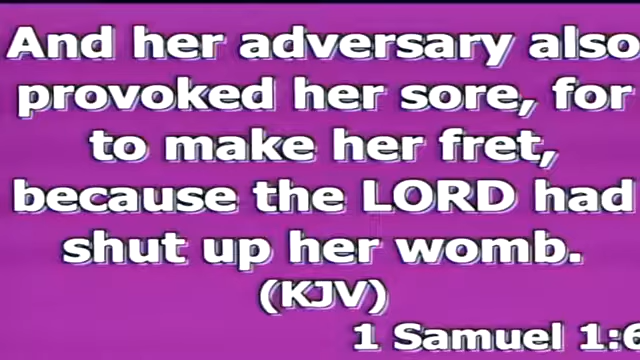 And her adversary also
provoked her sore, for
to make her fret,
because the LORD had
shut up her womb.
(KJV)
1 Samuel 1:6